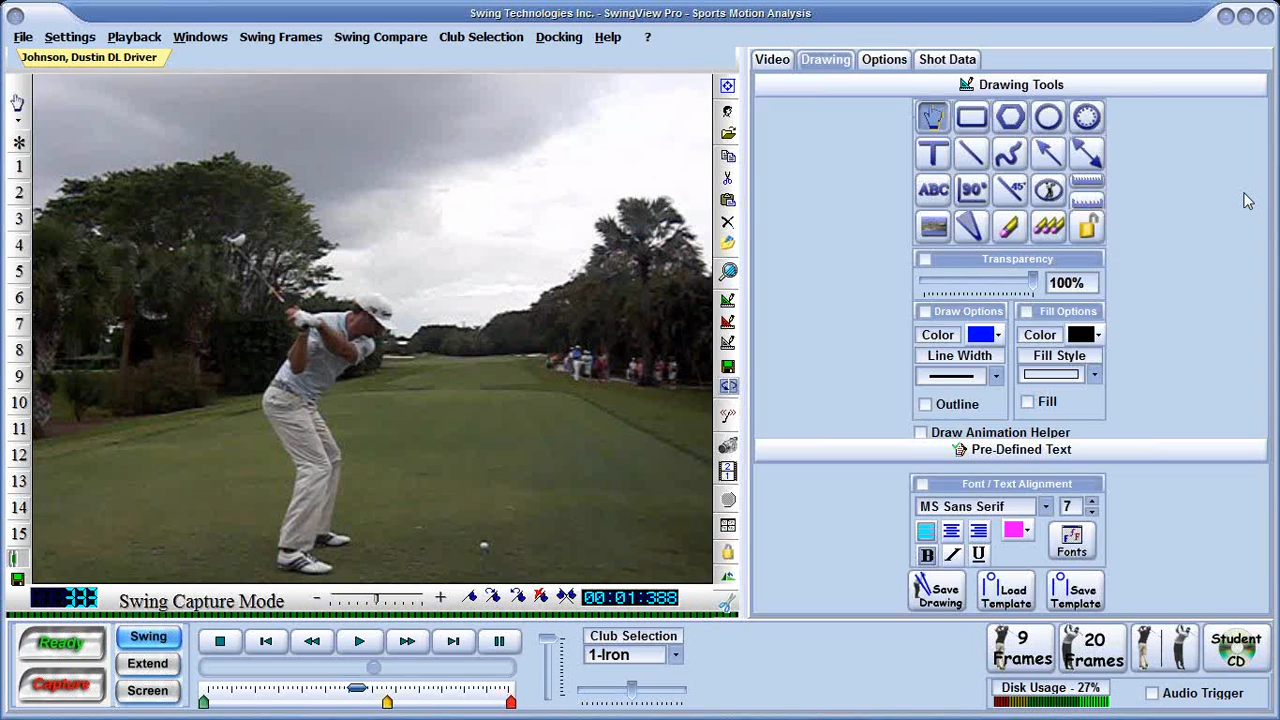 Swing Technologies Inc. - SwingView Pro - Sports Motion Analysis
File Settings Playback Windows Swing Frames Swing Compare Club Selection Docking Help ?
Johnson, Dustin DL Driver
Video Drawing Options Shot Data
Drawing Tools
T
ABC 90° 45°
1
2
3
4
5
6
7
8
9
10
11
12
13
14
15
Transparency
100%
Draw Options Fill Options
Color Color
Line Width Fill Style
Outline Fill
Draw Animation Helper
Pre-Defined Text
Font / Text Alignment
MS Sans Serif 7
B I U Fonts
Save Drawing
Load Template
Save Template
33 Swing Capture Mode - + 00:01:388
Ready
Capture
Swing
Extend
Screen
Club Selection
1-Iron
9 Frames
20 Frames
Student CD
Disk Usage - 27%
Audio Trigger